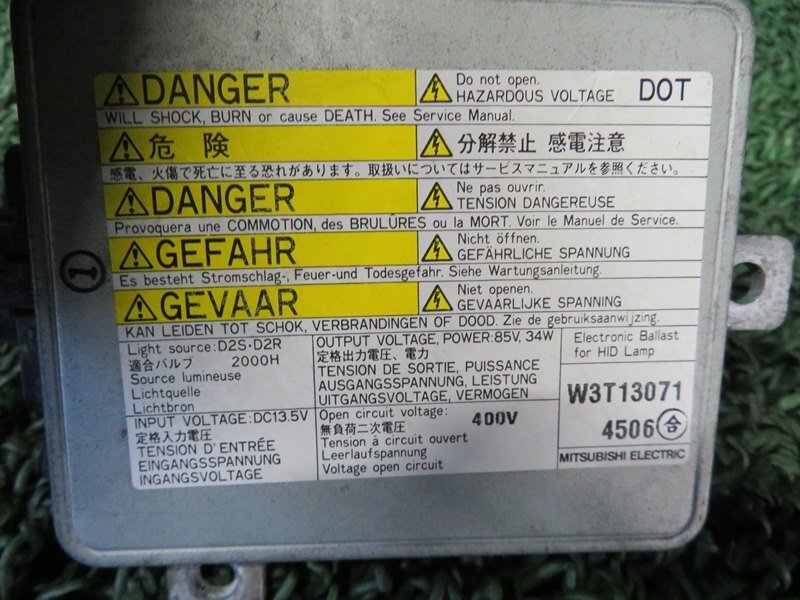 DANGER
Do not open.
HAZARDOUS VOLTAGE
DOT
WILL SHOCK, BURN or cause DEATH. See Service Manual.
危 険
分解禁止 感電注意
感電、火傷で死亡に至る恐れがあります。取扱いについてはサービスマニュアルを参照ください。
DANGER
Ne pas ouvrir.
TENSION DANGEREUSE
Provoquera une COMMOTION, des BRULÛRES ou la MORT. Voir le Manuel de Service.
GEFAHR
Nicht öffnen.
GEFÄHRLICHE SPANNUNG
Es besteht Stromschlag-, Feuer-und Todesgefahr. Siehe Wartungsanleitung.
GEVAAR
Niet openen.
GEVAARLIJKE SPANNING
KAN LEIDEN TOT SCHOK, VERBRANDINGEN OF DOOD. Zie de gebruiksaanwijzing.
Light source:D2S·D2R
適合バルブ 2000H
Source lumineuse
Lichtquelle
Lichtbron
OUTPUT VOLTAGE, POWER:85V, 34W
定格出力電圧、電力
TENSION DE SORTIE, PUISSANCE
AUSGANGSSPANNUNG, LEISTUNG
UITGANGSVOLTAGE, VERMOGEN
Electronic Ballast
for HID Lamp
W3T13071
4506 合
MITSUBISHI ELECTRIC
INPUT VOLTAGE:DC13.5V
定格入力電圧
TENSION D'ENTRÉE
EINGANGSSPANNUNG
INGANGSVOLTAGE
Open circuit voltage: 400V
無負荷二次電圧
Tension à circuit ouvert
Leerlaufspannung
Voltage open circuit
1